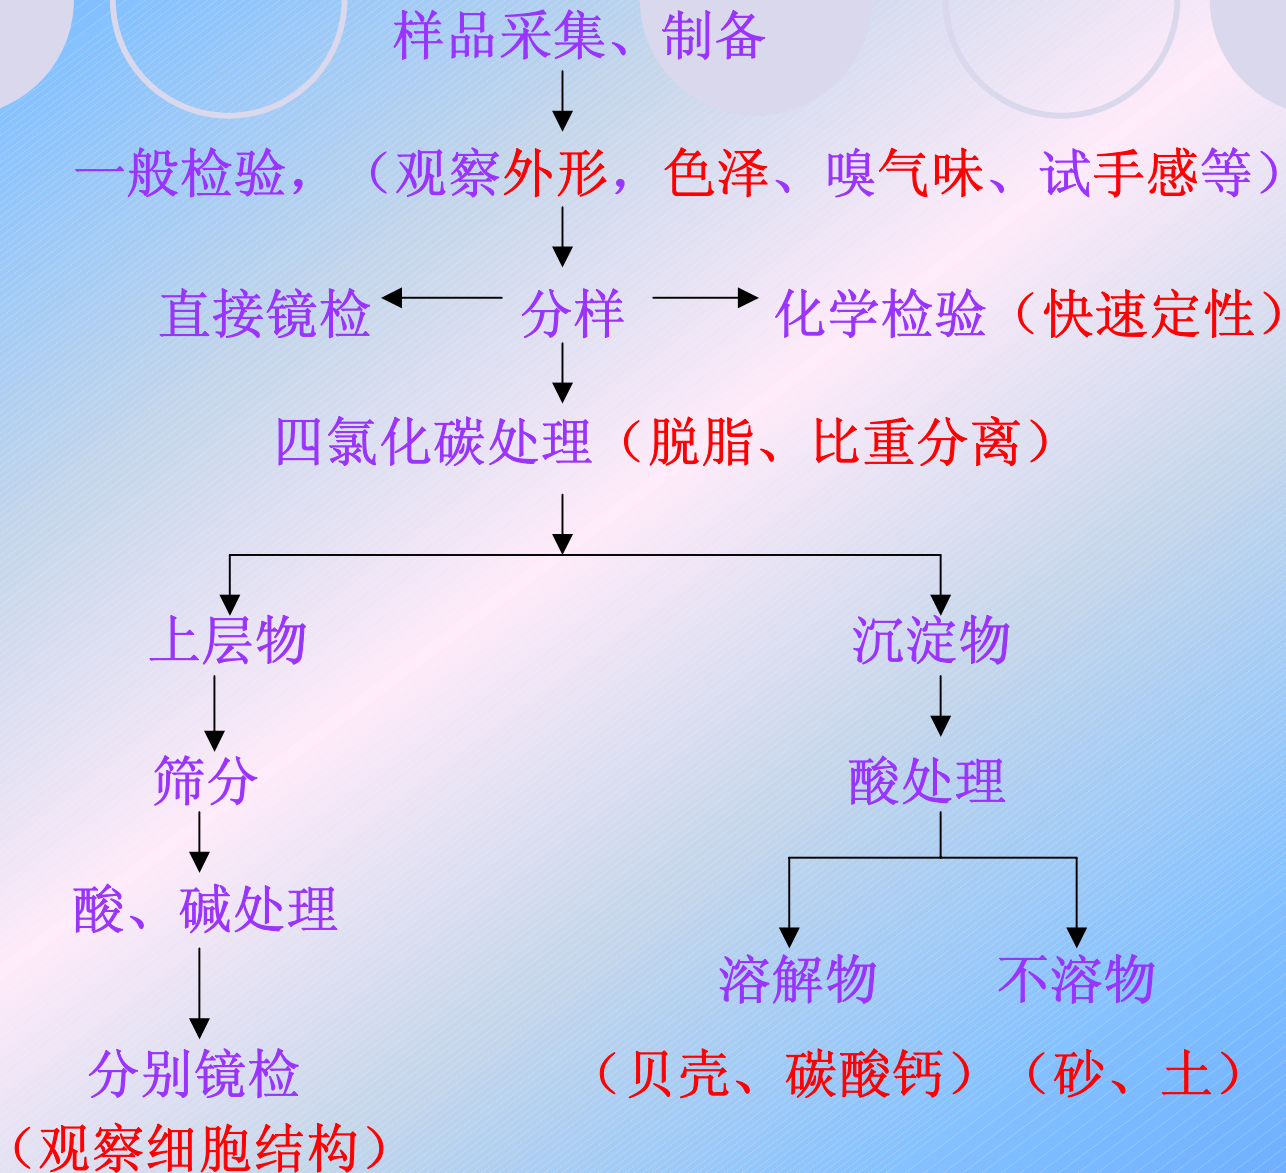 样品采集、制备
一般检验，（观察外形，色泽、嗅气味、试手感等）
直接镜检 分样 化学检验（快速定性）
四氯化碳处理（脱脂、比重分离）
上层物 沉淀物
筛分 酸处理
酸、碱处理
溶解物 不溶物
分别镜检 （贝壳、碳酸钙）（砂、土）
（观察细胞结构）